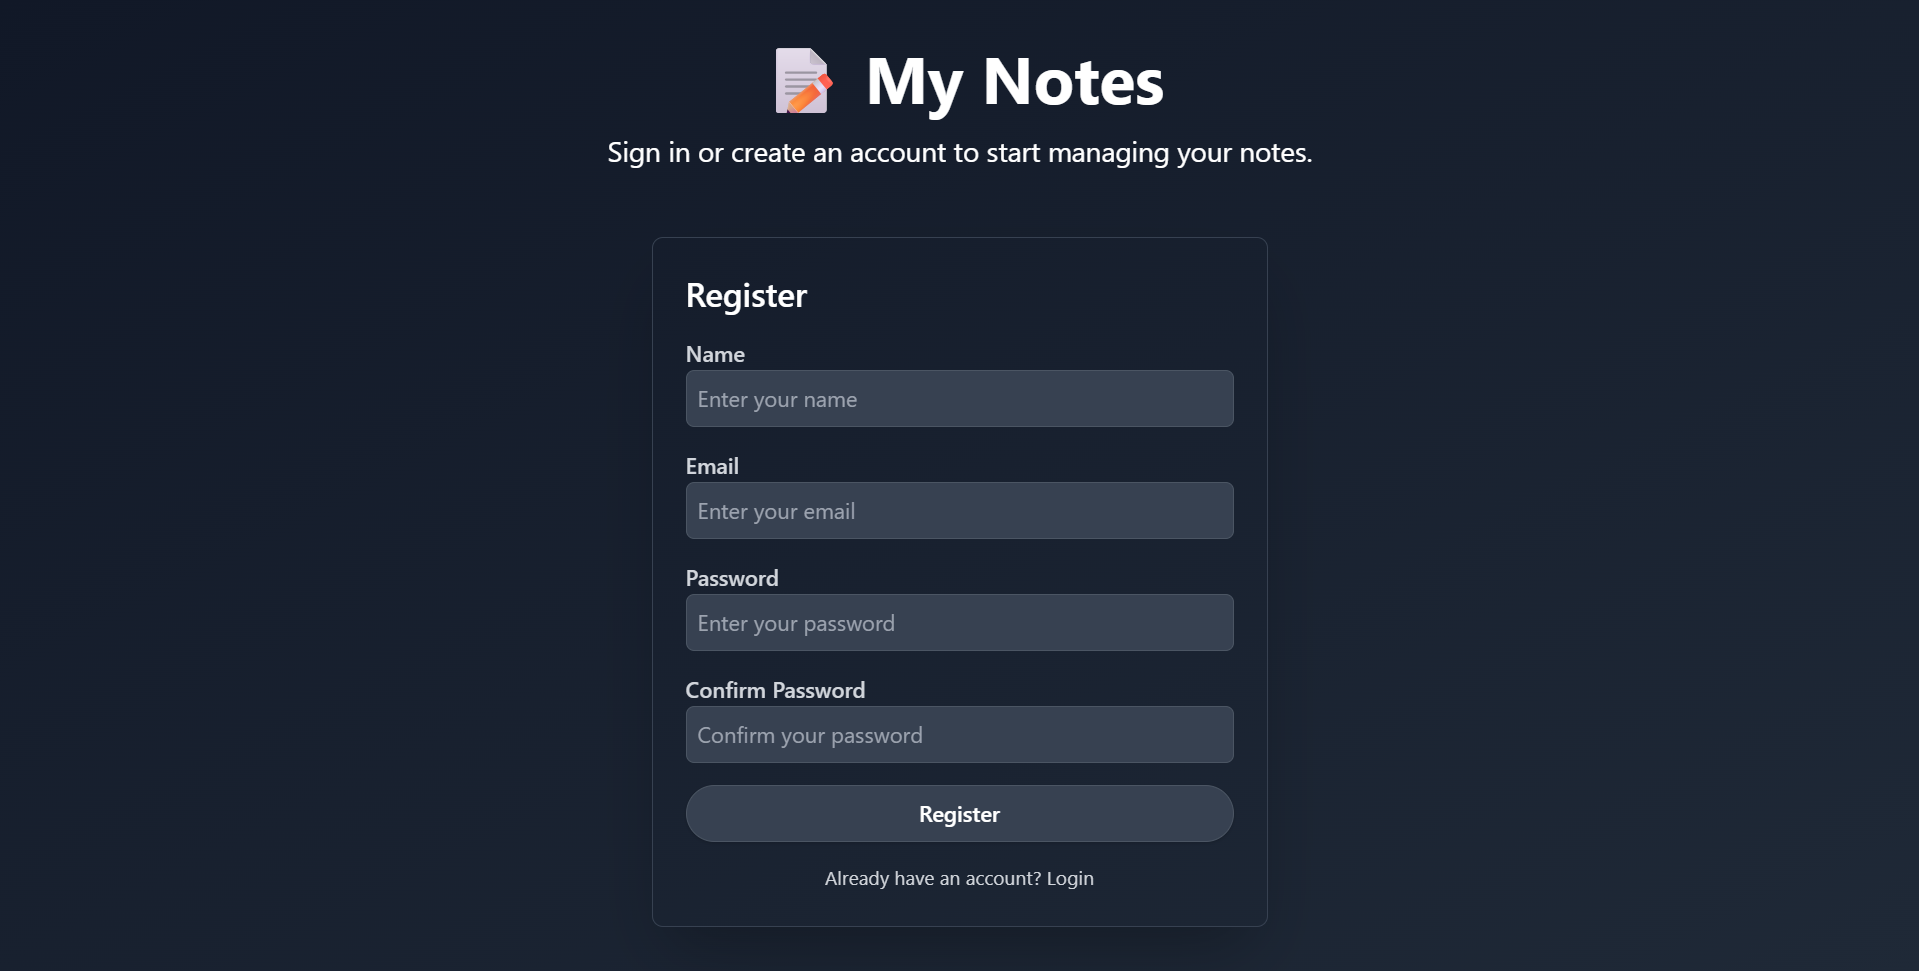 My Notes
Sign in or create an account to start managing your notes.
Register
Name
Enter your name
Email
Enter your email
Password
Enter your password
Confirm Password
Confirm your password
Register
Already have an account? Login